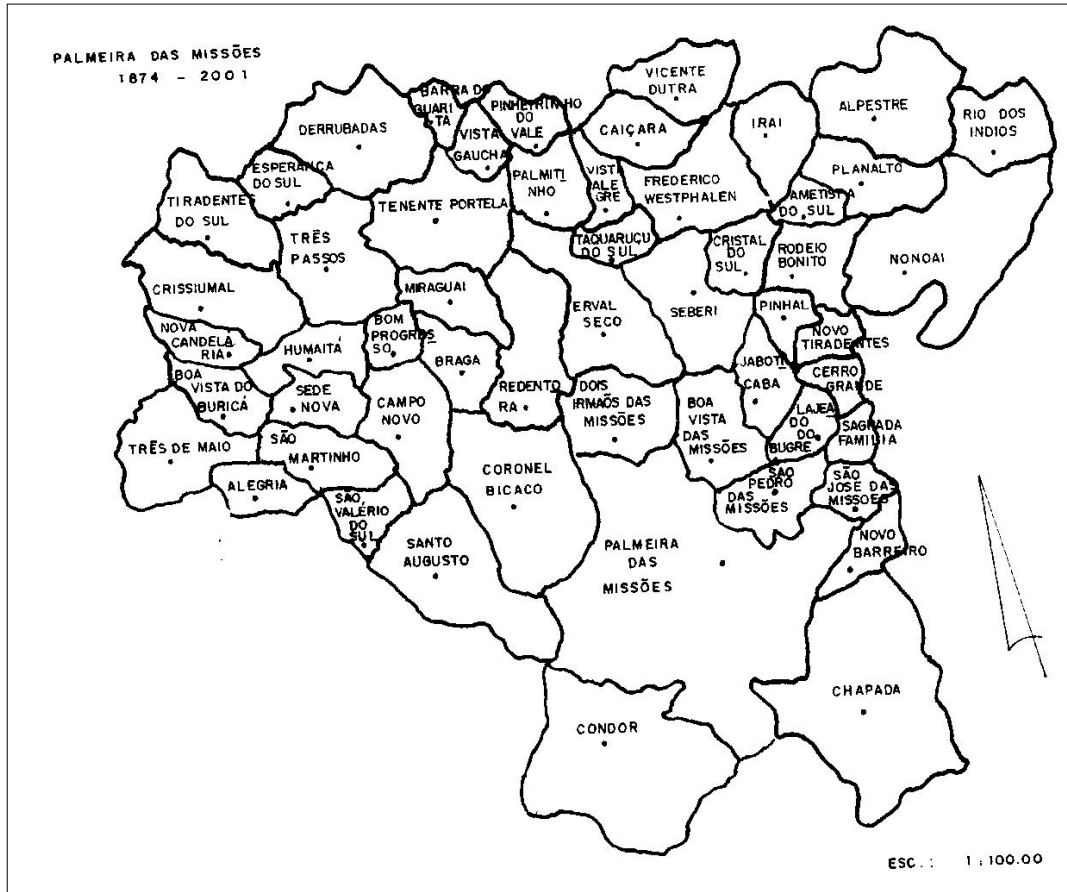 PALMEIRA DAS MISSÕES
1874 - 2001
VICENTE
DUTRA
BARRA DO
GUARI
TA
PINHEIRINHO
DO
VALE
ALPESTRE
RIO DOS
INDIOS
DERRUBADAS
VISTA
GAUCHA
CAIÇARA
IRAI
ESPERANÇA
DO SUL
PALMITI
NHO
VIST
ALE
GRE
FREDERICO
WESTPHALEN
PLANALTO
AMETISTA
DO SUL
TIRADENTES
DO SUL
TENENTE PORTELA
TRÊS
PASSOS
TAQUARUÇU
DO SUL
CRISTAL
DO
SUL
RODEIO
BONITO
NONOAI
CRISSIUMAL
MIRAGUAI
ERVAL
SECO
SEBERI
PINHAL
NOVA
CANDELA
RIA
HUMAITÁ
BOM
PROGRES
SO
BRAGA
NOVO
TIRADENTES
BOA
VISTA DO
BURICÁ
SEDE
NOVA
CAMPO
NOVO
REDENTO
RA
DOIS
IRMAÕS DAS
MISSÕES
BOA
VISTA
DAS
MISSÕES
JABOTI
CABA
CERRO
GRANDE
LAJEA
DO DO
BUGRE
SAGRADA
FAMILIA
TRÊS DE MAIO
SÃO
MARTINHO
ALEGRIA
CORONEL
BICACO
SÃO
PEDRO
DAS
MISSÕES
SÃO
JOSÉ DAS
MISSOES
SÃO
VALÉRIO
DO
SUL
SANTO
AUGUSTO
PALMEIRA
DAS
MISSÕES
NOVO
BARREIRO
CHAPADA
CONDOR
ESC.: 1:100.00